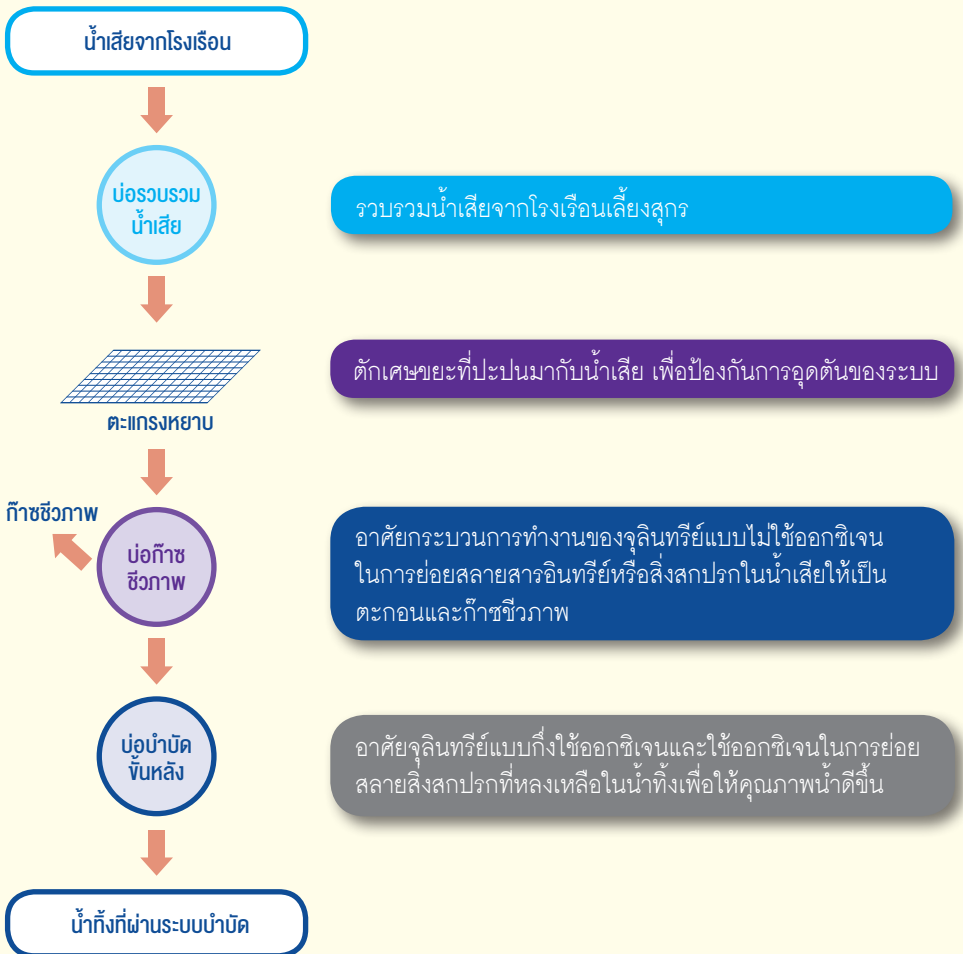 น้ำเสียจากโรงเรือน
บ่อรวบรวม
น้ำเสีย
รวบรวมน้ำเสียจากโรงเรือนเลี้ยงสุกร
ตะแกรงหยาบ
ตักเศษขยะที่ปะปนมากับน้ำเสีย เพื่อป้องกันการอุดตันของระบบ
ก๊าซชีวภาพ
บ่อก๊าซ
ชีวภาพ
อาศัยกระบวนการทำงานของจุลินทรีย์แบบไม่ใช้ออกซิเจน
ในการย่อยสลายสารอินทรีย์หรือสิ่งสกปรกในน้ำเสียให้เป็น
ตะกอนและก๊าซชีวภาพ
บ่อบำบัด
ขั้นหลัง
อาศัยจุลินทรีย์แบบกึ่งใช้ออกซิเจนและใช้ออกซิเจนในการย่อย
สลายสิ่งสกปรกที่หลงเหลือในน้ำทิ้งเพื่อให้คุณภาพน้ำดีขึ้น
น้ำทิ้งที่ผ่านระบบบำบัด